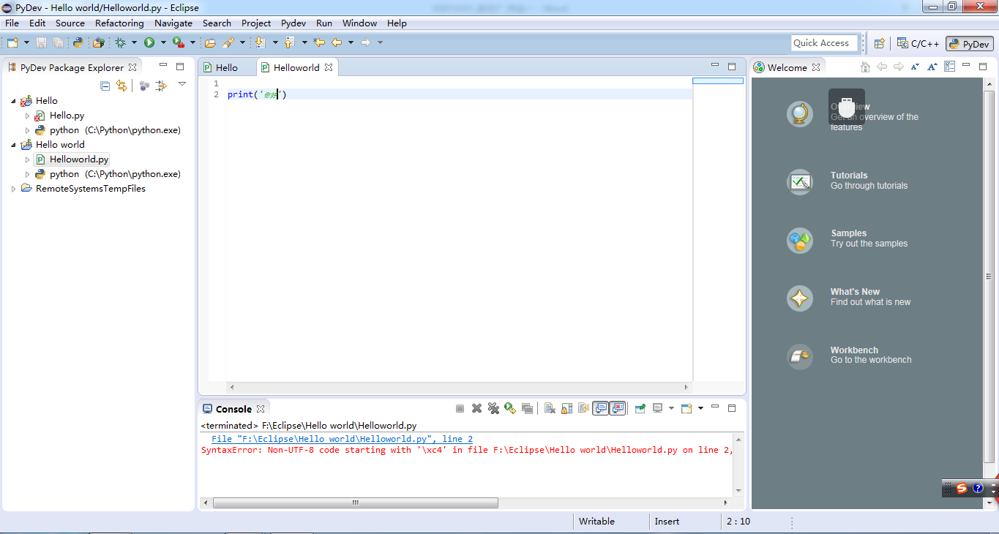 PyDev - Hello world/Helloworld.py - Eclipse
File Edit Source Refactoring Navigate Search Project Pydev Run Window Help
Quick Access
C/C++
PyDev
PyDev Package Explorer
Hello
Hello.py
python (C:\Python\python.exe)
Hello world
Helloworld.py
python (C:\Python\python.exe)
RemoteSystemsTempFiles
Hello
Helloworld
1
2 print('你好')
Console
<terminated> F:\Eclipse\Hello world\Helloworld.py
File "F:\Eclipse\Hello world\Helloworld.py", line 2
SyntaxError: Non-UTF-8 code starting with '\xc4' in file F:\Eclipse\Hello world\Helloworld.py on line 2,
Welcome
Overview
Get an overview of the
features
Tutorials
Go through tutorials
Samples
Try out the samples
What's New
Find out what is new
Workbench
Go to the workbench
Writable
Insert
2 : 10